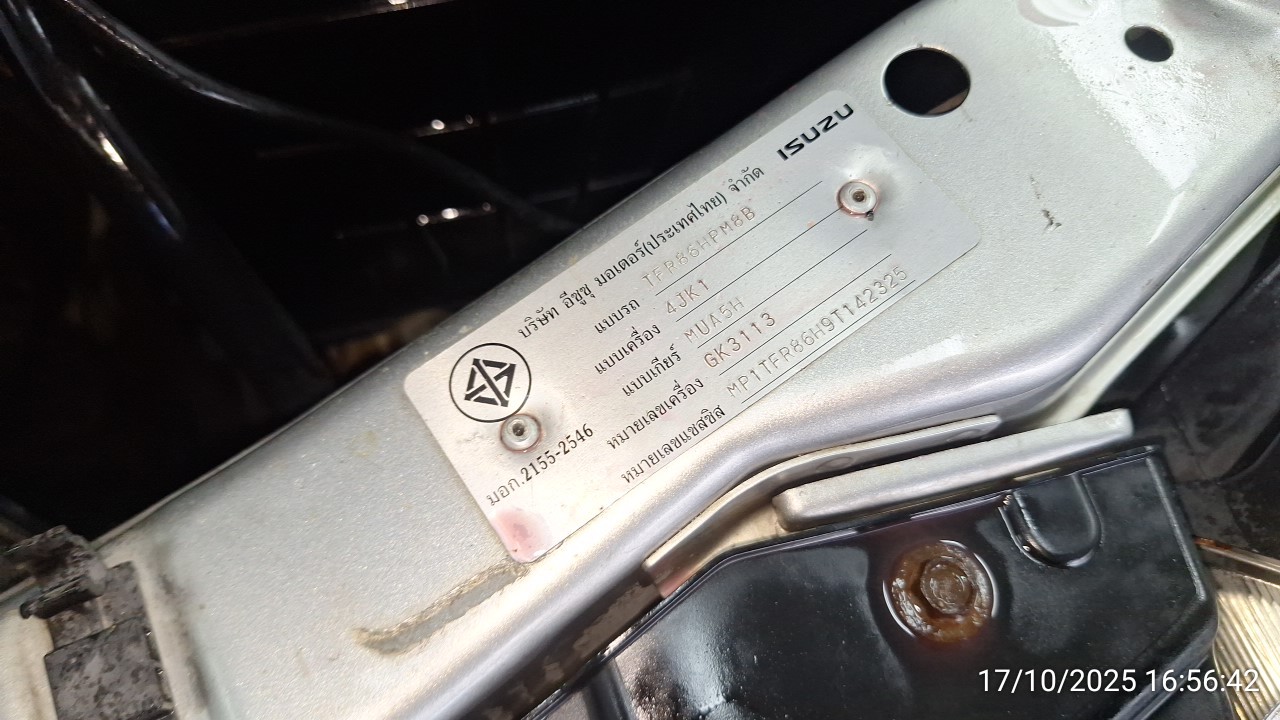 ISUZU
บริษัท อีซูซุ มอเตอร์(ประเทศไทย) จำกัด
แบบรถ TFR86HPM8B
แบบเครื่อง 4JK1
แบบเกียร์ MUA5H
หมายเลขเครื่อง GK3113
หมายเลขแชสซิส MP1TFR86H9T142325
มอก.2155-2546
17/10/2025 16:56:42